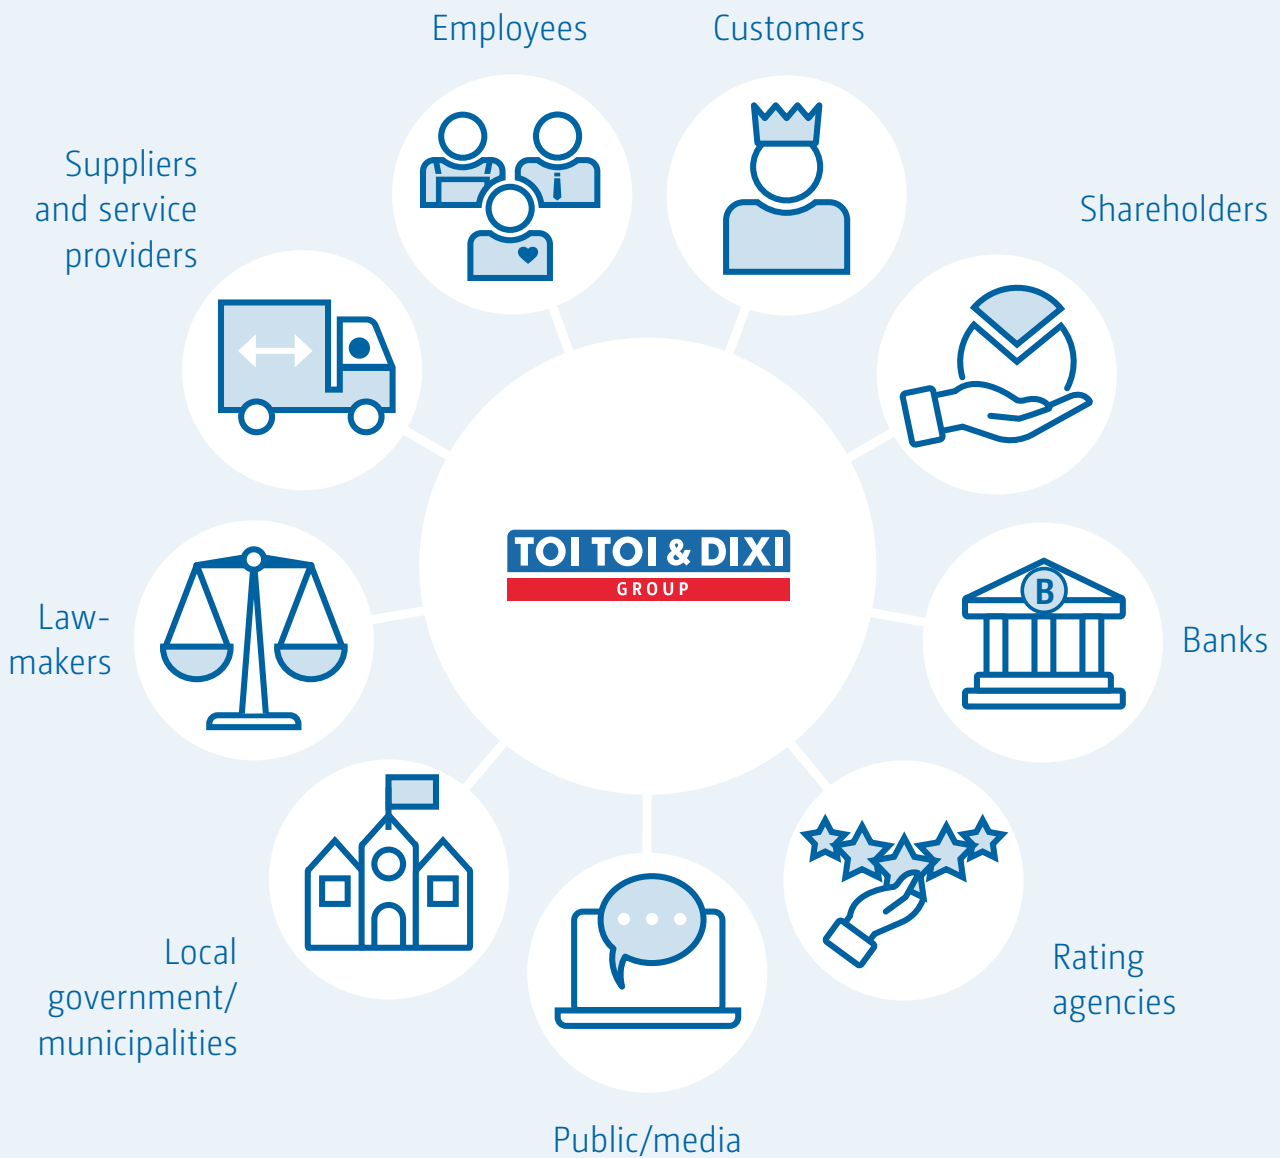 Employees
Customers
Suppliers
and service
providers
Shareholders
TOI TOI & DIXI
GROUP
Law-
makers
B
Banks
Local
government/
municipalities
Rating
agencies
Public/media